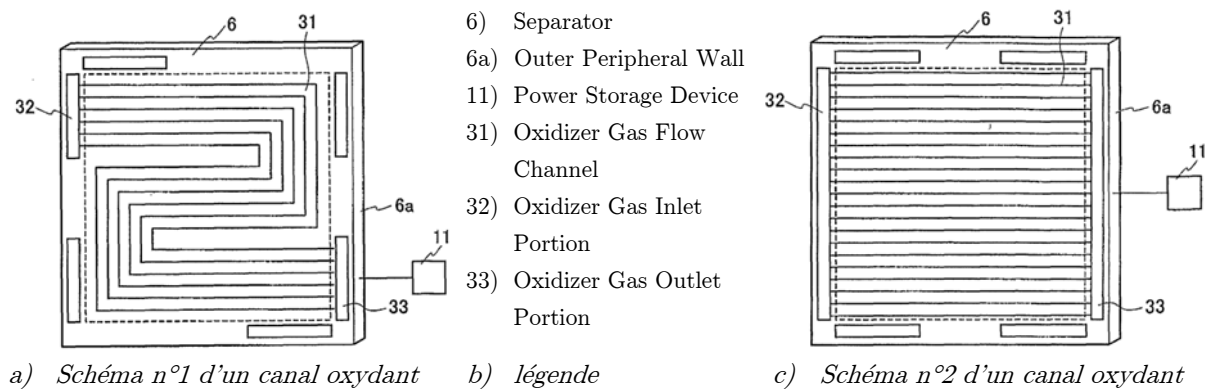 6
31
32
6a
11
33
a) Schéma n°1 d'un canal oxydant
6) Separator
6a) Outer Peripheral Wall
11) Power Storage Device
31) Oxidizer Gas Flow
Channel
32) Oxidizer Gas Inlet
Portion
33) Oxidizer Gas Outlet
Portion
b) légende
6
31
32
6a
11
33
c) Schéma n°2 d'un canal oxydant